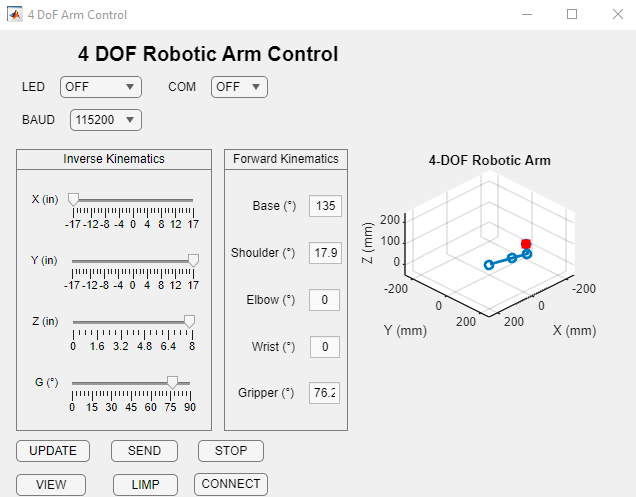 4 DoF Arm Control
4 DOF Robotic Arm Control
LED OFF COM OFF
BAUD 115200
Inverse Kinematics
X (in)
-17 -12 -8 -4 0 4 8 12 17
Y (in)
-17 -12 -8 -4 0 4 8 12 17
Z (in)
0 1.6 3.2 4.8 6.4 8
G (°)
0 15 30 45 60 75 90
Forward Kinematics
Base (°) 135
Shoulder (°) 17.9
Elbow (°) 0
Wrist (°) 0
Gripper (°) 76.2
4-DOF Robotic Arm
Z (mm)
200
100
0
-200
0
200
Y (mm)
-200
0
200
X (mm)
UPDATE SEND STOP
VIEW LIMP CONNECT